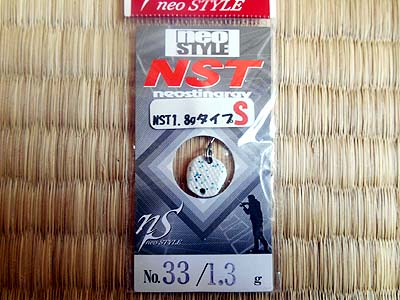 neo STYLE
neo
STYLE
NST
neostingray
NST1.8gタイプS
ns
neo STYLE
No.33/1.3 g